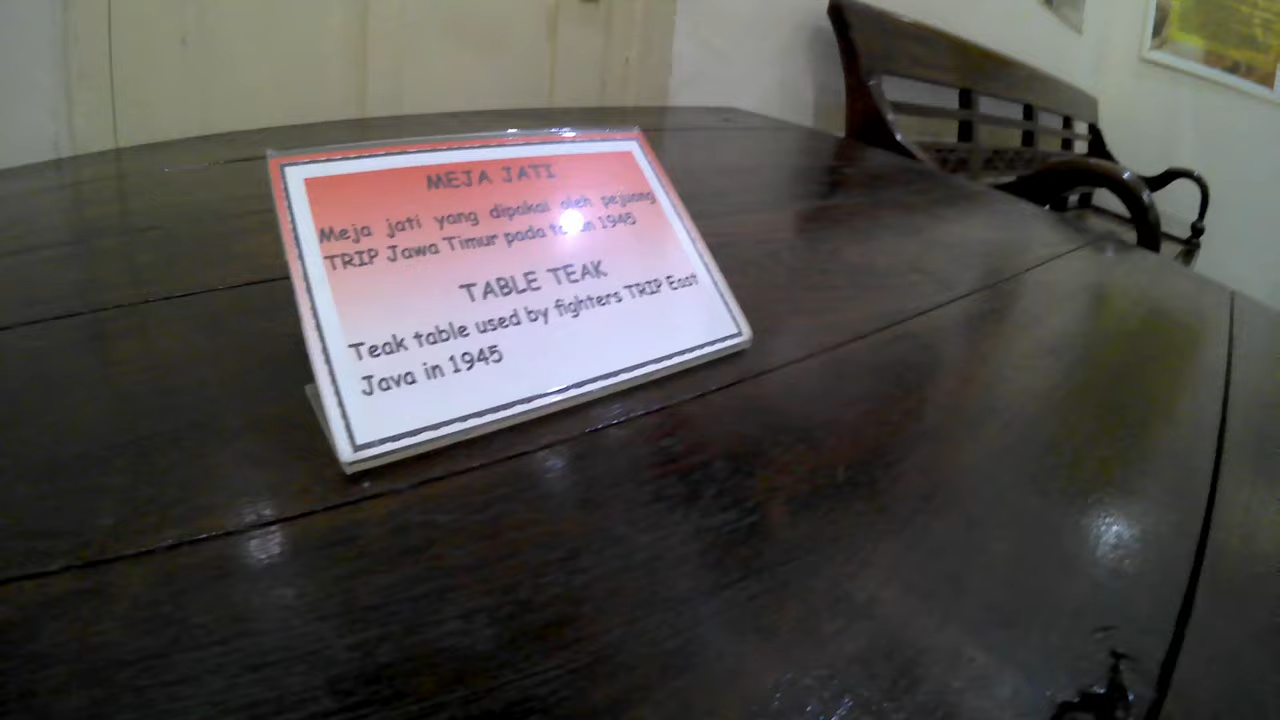 MEJA JATI
Meja jati yang dipakai oleh pejuang
TRIP Jawa Timur pada 1945
TABLE TEAK
Teak table used by fighters TRIP East
Java in 1945